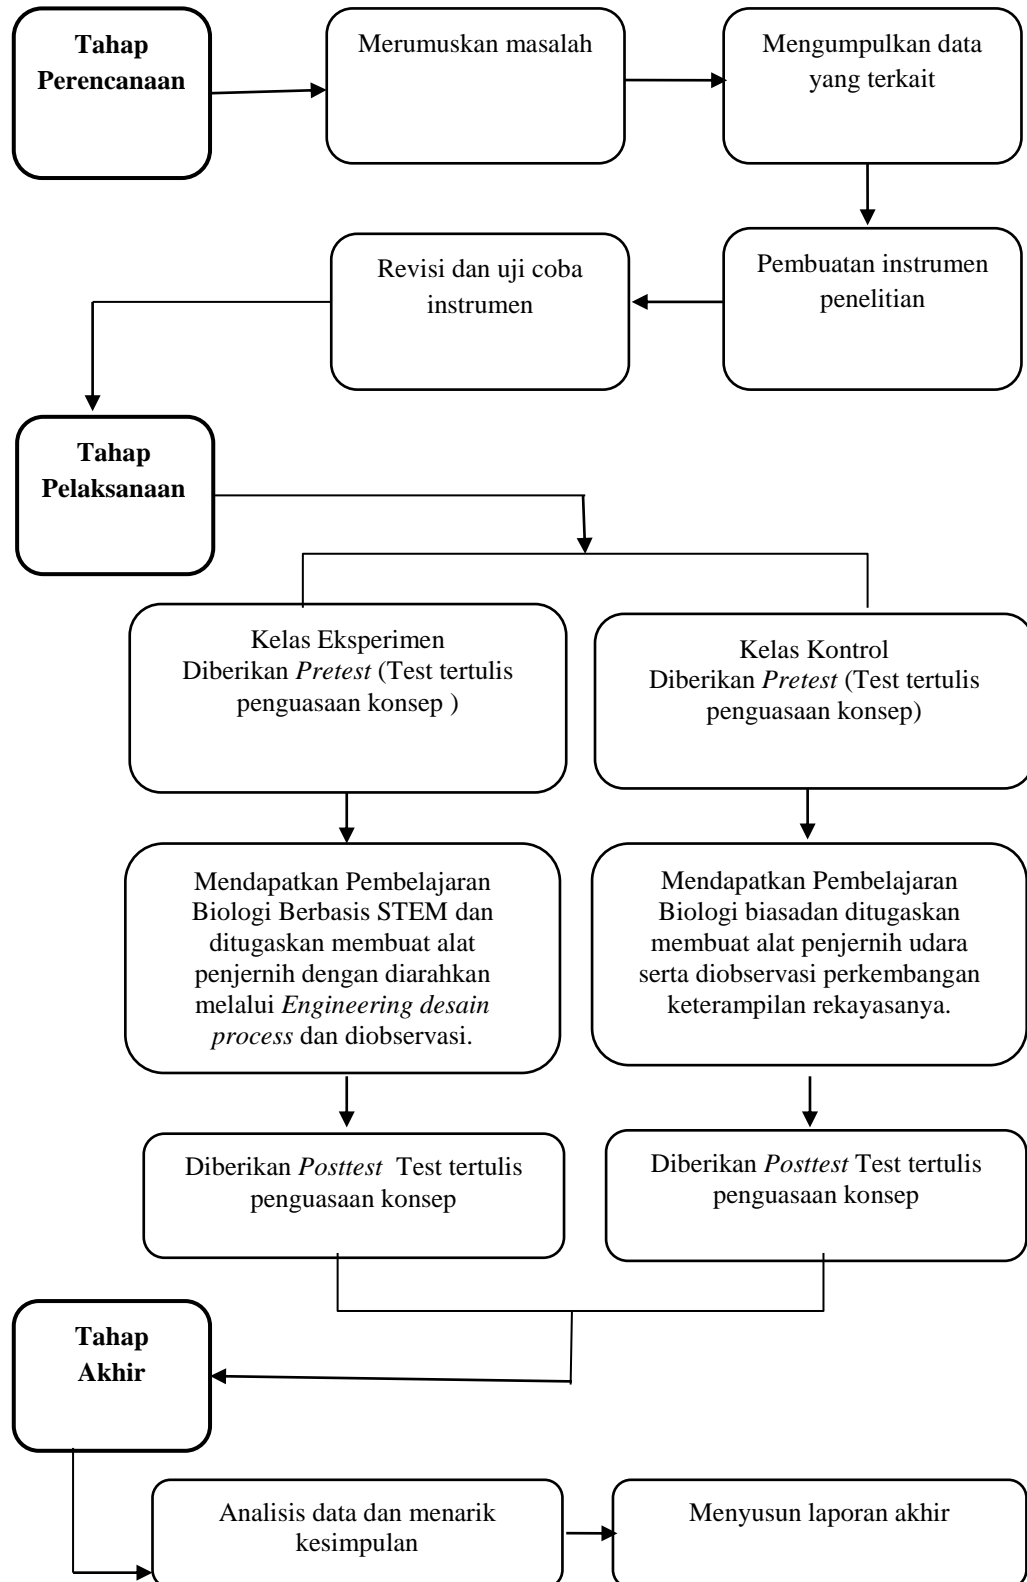 Tahap
Perencanaan
Merumuskan masalah
Mengumpulkan data
yang terkait
Revisi dan uji coba
instrumen
Pembuatan instrumen
penelitian
Tahap
Pelaksanaan
Kelas Eksperimen
Diberikan Pretest (Test tertulis
penguasaan konsep )
Kelas Kontrol
Diberikan Pretest (Test tertulis
penguasaan konsep)
Mendapatkan Pembelajaran
Biologi Berbasis STEM dan
ditugaskan membuat alat
penjernih dengan diarahkan
melalui Engineering desain
process dan diobservasi.
Mendapatkan Pembelajaran
Biologi biasadan ditugaskan
membuat alat penjernih udara
serta diobservasi perkembangan
keterampilan rekayasanya.
Diberikan Posttest  Test tertulis
penguasaan konsep
Diberikan Posttest Test tertulis
penguasaan konsep
Tahap
Akhir
Analisis data dan menarik
kesimpulan
Menyusun laporan akhir